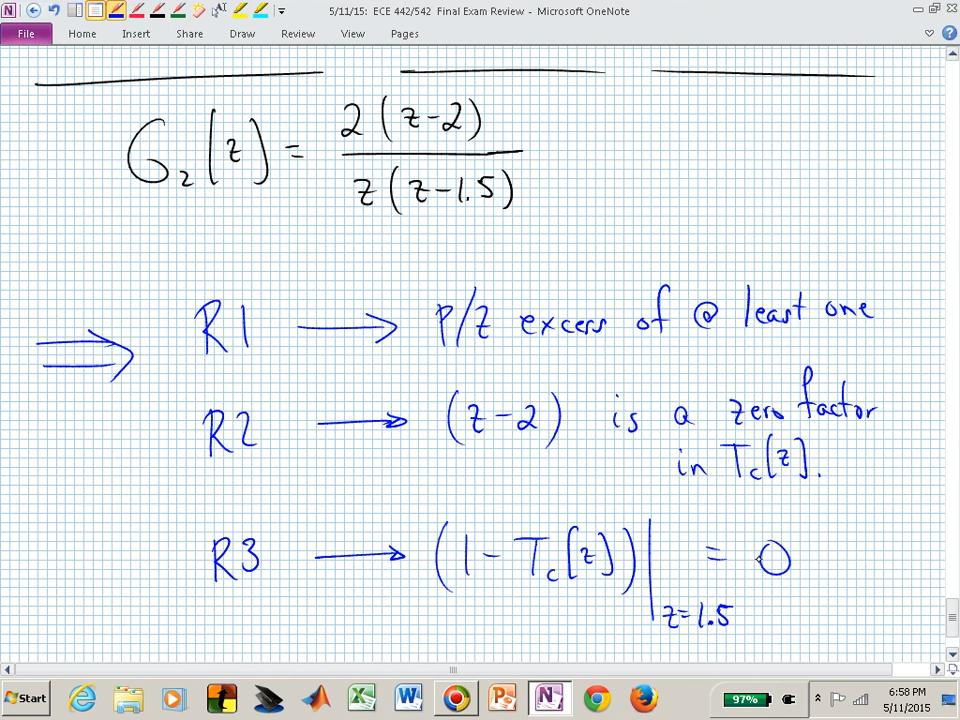 5/11/15: ECE 442/542 Final Exam Review - Microsoft OneNote
File Home Insert Share Draw Review View Pages
G₂[z] = 2(z-2)
z(z-1.5)
R1 → P/Z excess of @ least one
R2 → (z-2) is a zero factor
in Tc[z].
R3 → (1 - Tc[z])| = 0
z=1.5
Start
97%
6:58 PM
5/11/2015